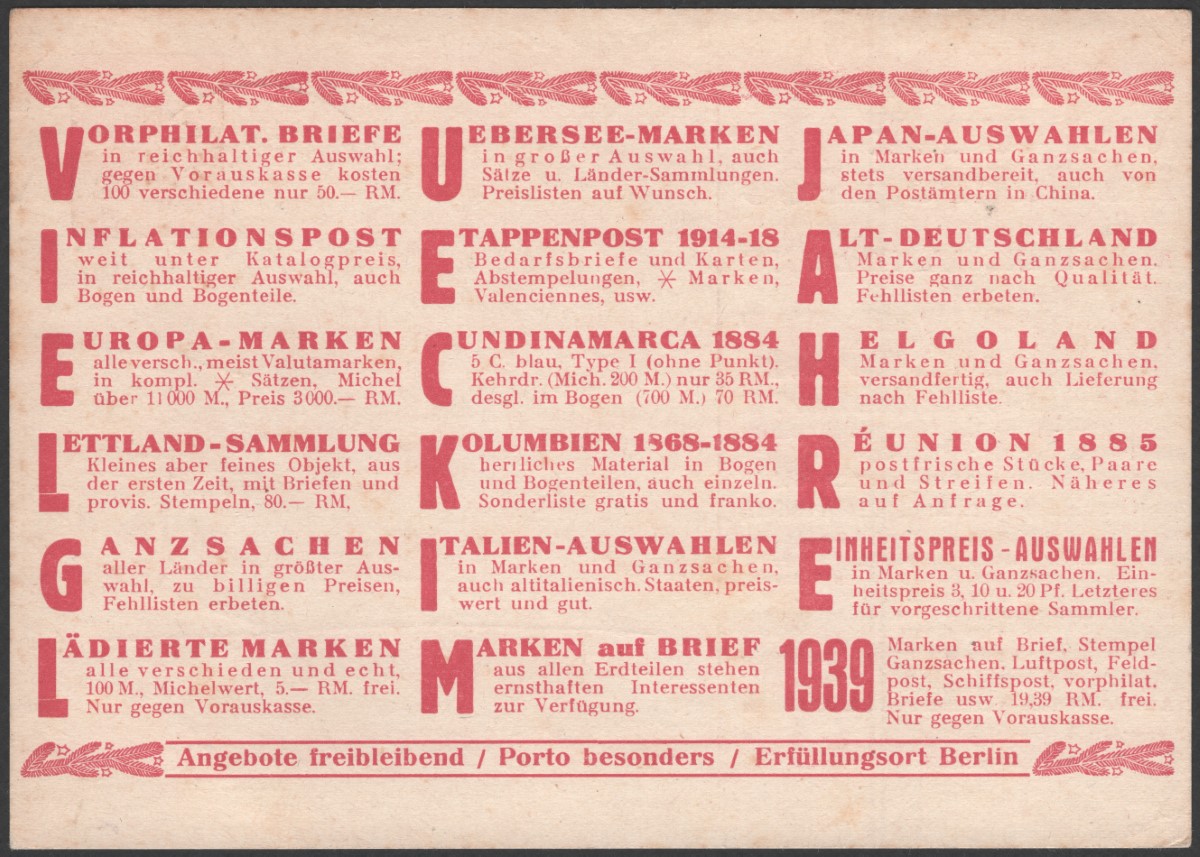 VORPHILAT. BRIEFE
in reichhaltiger Auswahl;
gegen Vorauskasse kosten
100 verschiedene nur 50.— RM.
INFLATIONSPOST
weit unter Katalogpreis,
in reichhaltiger Auswahl, auch
Bogen und Bogenteile.
EUROPA-MARKEN
alle versch., meist Valutamarken,
in kompl. ⚹ Sätzen, Michel
über 11 000 M., Preis 3 000.— RM.
LETTLAND-SAMMLUNG
Kleines aber feines Objekt, aus
der ersten Zeit, mit Briefen und
provis. Stempeln, 80.— RM,
GANZSACHEN
aller Länder in größter Aus-
wahl, zu billigen Preisen,
Fehllisten erbeten.
LÄDIERTE MARKEN
alle verschieden und echt,
100 M., Michelwert, 5.— RM. frei.
Nur gegen Vorauskasse.
UEBERSEE-MARKEN
in großer Auswahl, auch
Sätze u. Länder-Sammlungen.
Preislisten auf Wunsch.
ETAPPENPOST 1914-18
Bedarfsbriefe und Karten,
Abstempelungen, ⚹ Marken,
Valenciennes, usw.
CUNDINAMARCA 1884
5 C. blau, Type I (ohne Punkt).
Kehrdr. (Mich. 200 M.) nur 35 RM.,
desgl. im Bogen (700 M.) 70 RM.
KOLUMBIEN 1868-1884
herrliches Material in Bogen
und Bogenteilen, auch einzeln.
Sonderliste gratis und franko.
ITALIEN-AUSWAHLEN
in Marken und Ganzsachen,
auch altitalienisch. Staaten, preis-
wert und gut.
MARKEN auf BRIEF
aus allen Erdteilen stehen
ernsthaften Interessenten
zur Verfügung.
JAPAN-AUSWAHLEN
in Marken und Ganzsachen,
stets versandbereit, auch von
den Postämtern in China.
ALT-DEUTSCHLAND
Marken und Ganzsachen.
Preise ganz nach Qualität.
Fehllisten erbeten.
HELGOLAND
Marken und Ganzsachen,
versandfertig, auch Lieferung
nach Fehlliste.
RÉUNION 1885
postfrische Stücke, Paare
und Streifen. Näheres
auf Anfrage.
EINHEITSPREIS-AUSWAHLEN
in Marken u. Ganzsachen. Ein-
heitspreis 3, 10 u. 20 Pf. Letzteres
für vorgeschrittene Sammler.
1939 Marken auf Brief, Stempel
Ganzsachen, Luftpost, Feld-
post, Schiffspost, vorphilat.
Briefe usw. 19,39 RM. frei.
Nur gegen Vorauskasse.
Angebote freibleibend / Porto besonders / Erfüllungsort Berlin